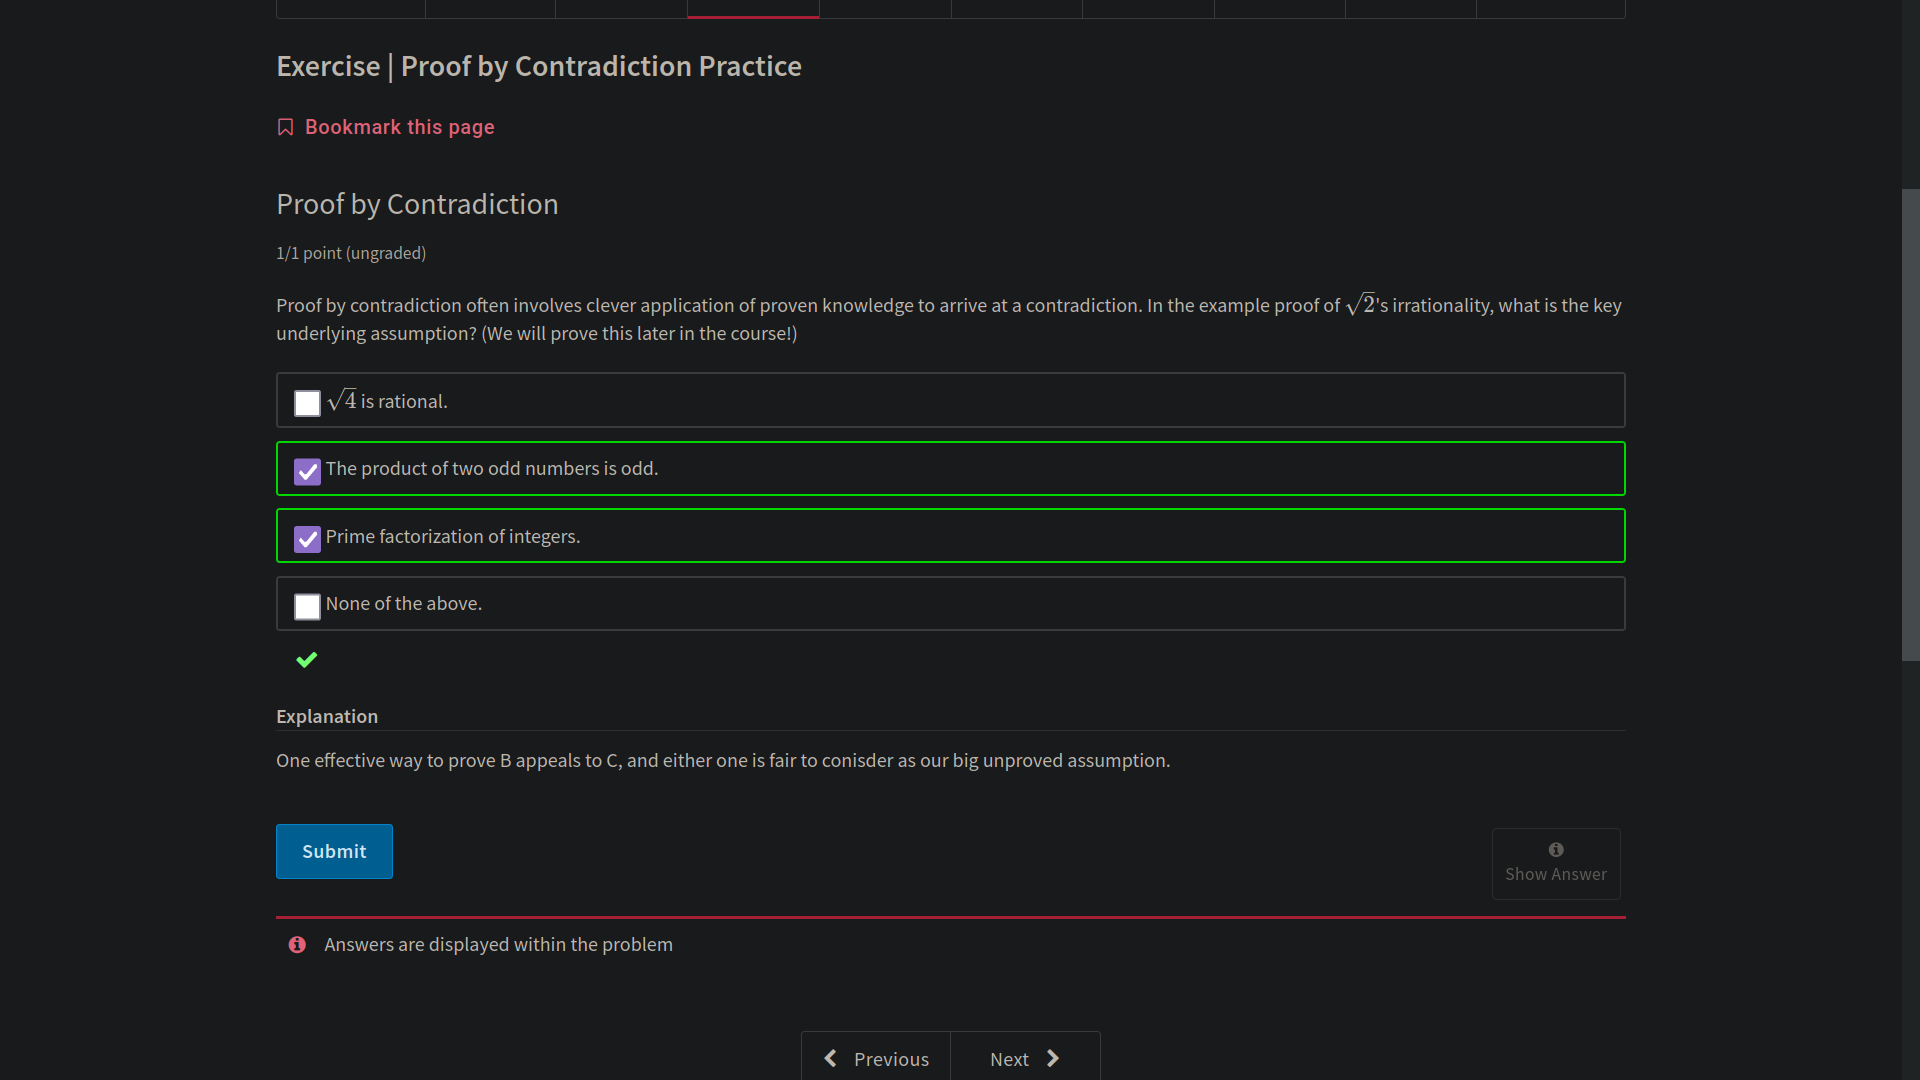 Exercise | Proof by Contradiction Practice
Bookmark this page
Proof by Contradiction
1/1 point (ungraded)
Proof by contradiction often involves clever application of proven knowledge to arrive at a contradiction. In the example proof of √2's irrationality, what is the key
underlying assumption? (We will prove this later in the course!)
√4 is rational.
The product of two odd numbers is odd.
Prime factorization of integers.
None of the above.
Explanation
One effective way to prove B appeals to C, and either one is fair to conisder as our big unproved assumption.
Submit
Show Answer
Answers are displayed within the problem
Previous
Next